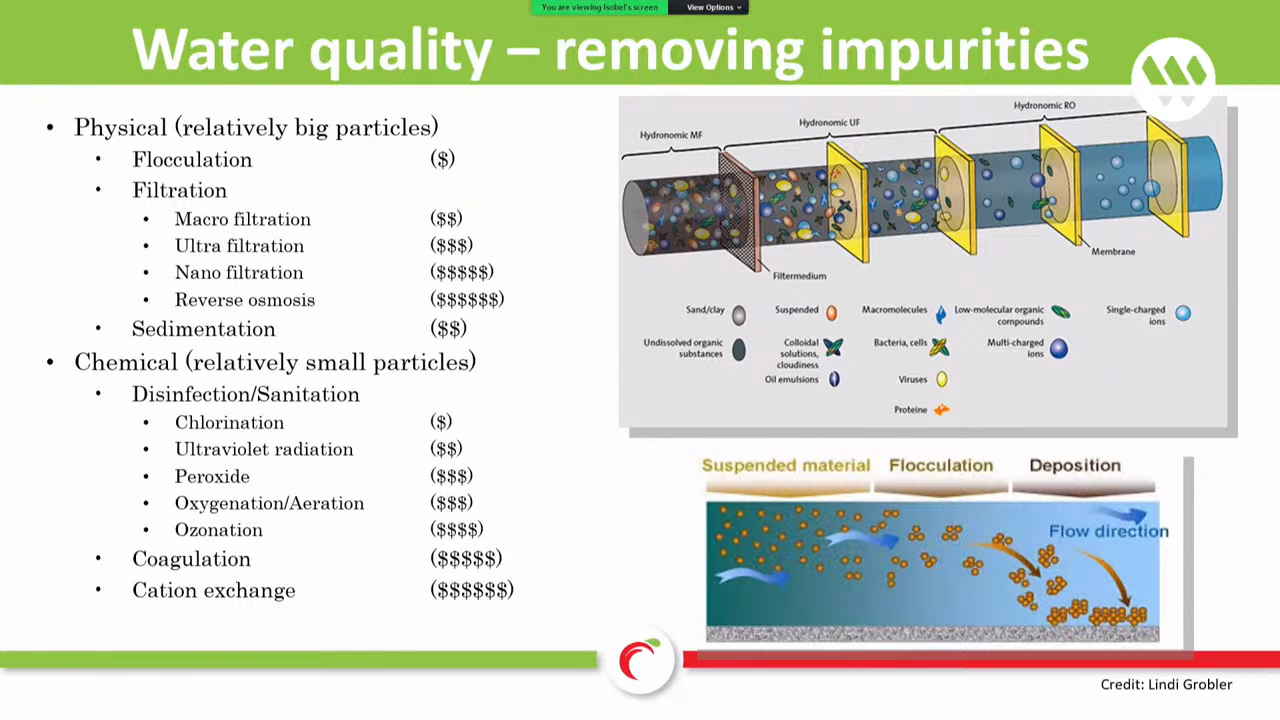 You are viewing Isobel's screen
View Options
Water quality – removing impurities
• Physical (relatively big particles)
• Flocculation ($)
• Filtration
• Macro filtration ($$)
• Ultra filtration ($$$)
• Nano filtration ($$$$$)
• Reverse osmosis ($$$$$$)
• Sedimentation ($$)
• Chemical (relatively small particles)
• Disinfection/Sanitation
• Chlorination ($)
• Ultraviolet radiation ($$)
• Peroxide ($$$)
• Oxygenation/Aeration ($$$)
• Ozonation ($$$$)
• Coagulation ($$$$$)
• Cation exchange ($$$$$$)
Hydronomic MF
Hydronomic UF
Hydronomic RO
Filtermedium
Membrane
Sand/clay
Undissolved organic
substances
Suspended
Colloidal
solutions,
cloudiness
Oil emulsions
Macromolecules
Bacteria, cells
Viruses
Proteine
Low-molecular organic
compounds
Multi-charged
ions
Single-charged
ions
Suspended material
Flocculation
Deposition
Flow direction
Credit: Lindi Grobler